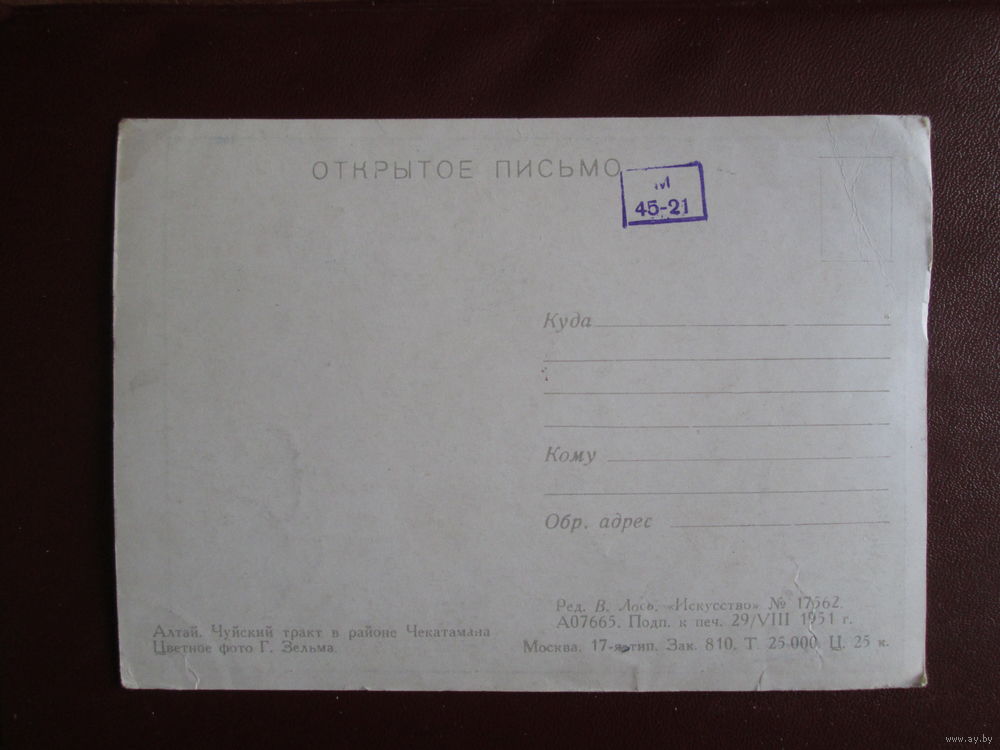 ОТКРЫТОЕ ПИСЬМО
45-21
Куда
Кому
Обр. адрес
Ред. В. Лось. «Искусство» № 17562.
А07665. Подп. к печ. 29/VIII 1951 г.
Москва. 17-я тип. Зак. 810. Т. 25 000. Ц. 25 к.
Алтай. Чуйский тракт в районе Чекатамана
Цветное фото Г. Зельма.
www.ay.by